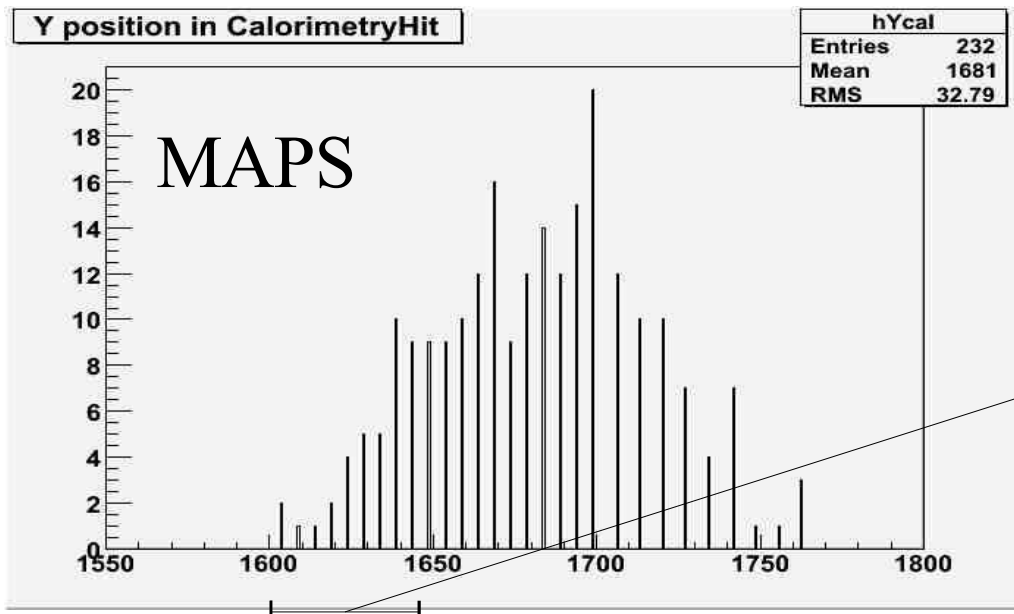 Y position in CalorimetryHit
hYcal
Entries 232
Mean 1681
RMS 32.79
MAPS
20
18
16
14
12
10
8
6
4
2
0
1550 1600 1650 1700 1750 1800